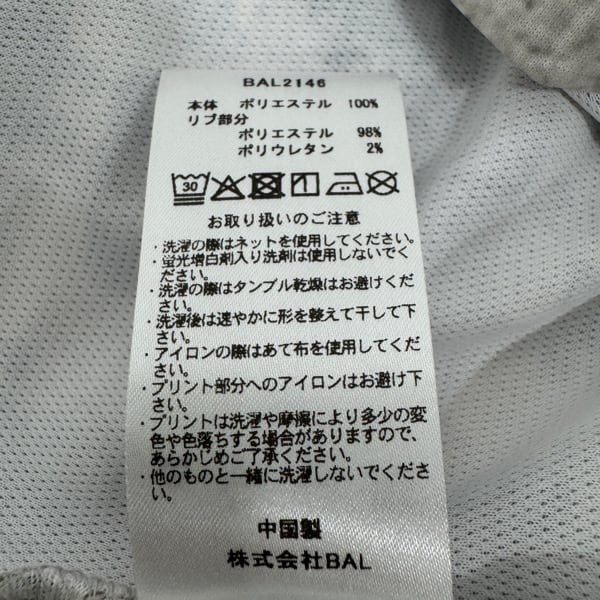 BAL2146
本体 ポリエステル 100%
リブ部分
ポリエステル 98%
ポリウレタン 2%
30
お取り扱いのご注意
・洗濯の際はネットを使用してください。
・蛍光増白剤入り洗剤は使用しないでく
ださい。
・洗濯の際はタンブル乾燥はお避けくだ
さい。
・洗濯後は速やかに形を整えて干して下
さい。
・アイロンの際はあて布を使用してくだ
さい。
・プリント部分へのアイロンはお避け下
さい。
・プリントは洗濯や摩擦により多少の変
色や色落ちする場合がありますので、
あらかじめご了承ください。
・他のものと一緒に洗濯しないでくださ
い。
中国製
株式会社BAL